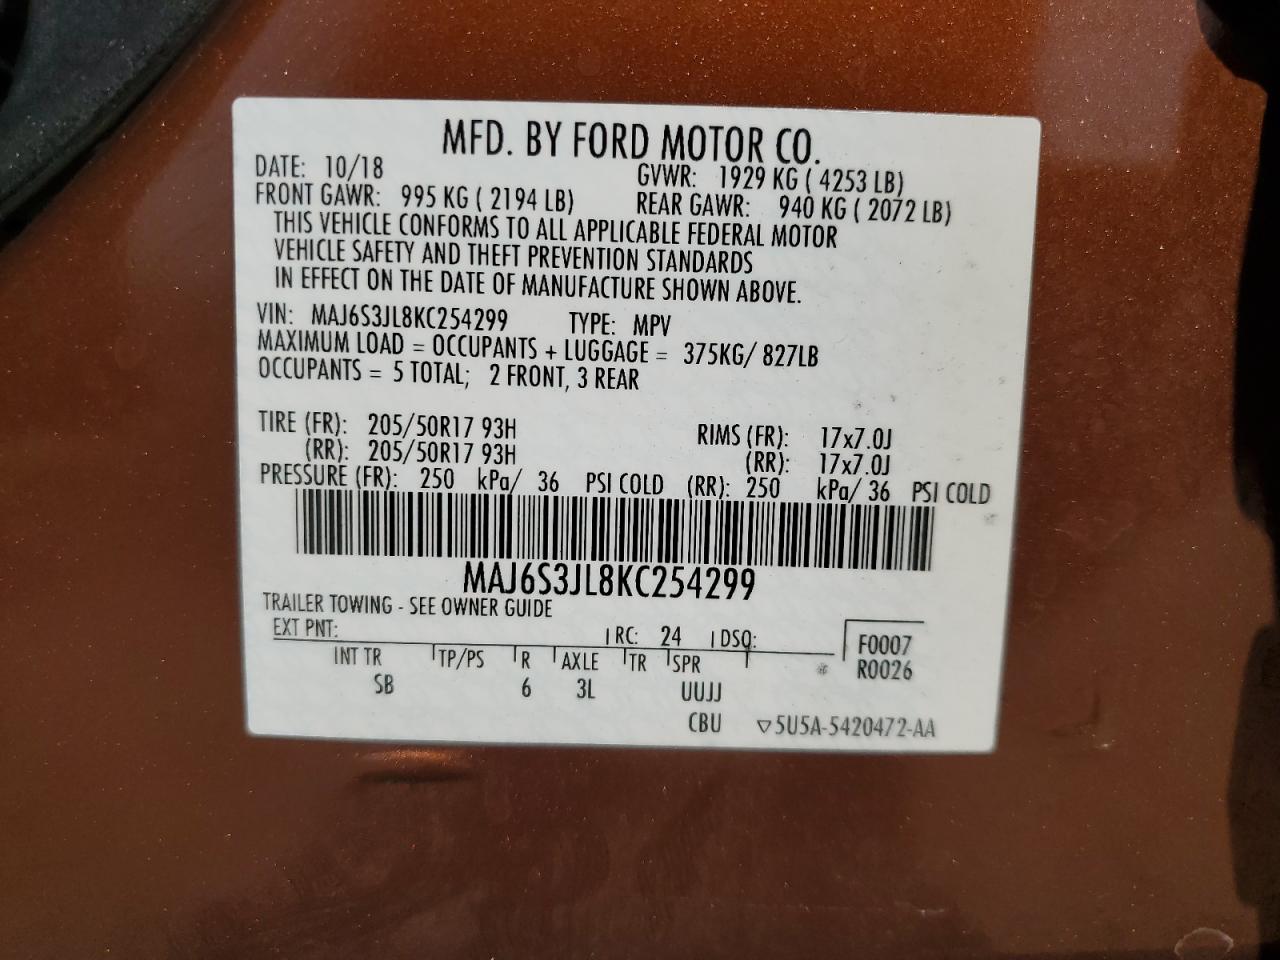 MFD. BY FORD MOTOR CO.
DATE: 10/18 GVWR: 1929 KG ( 4253 LB)
FRONT GAWR: 995 KG ( 2194 LB) REAR GAWR: 940 KG ( 2072 LB)
THIS VEHICLE CONFORMS TO ALL APPLICABLE FEDERAL MOTOR
VEHICLE SAFETY AND THEFT PREVENTION STANDARDS
IN EFFECT ON THE DATE OF MANUFACTURE SHOWN ABOVE.
VIN: MAJ6S3JL8KC254299 TYPE: MPV
MAXIMUM LOAD = OCCUPANTS + LUGGAGE = 375KG/ 827LB
OCCUPANTS = 5 TOTAL; 2 FRONT, 3 REAR
TIRE (FR): 205/50R17 93H RIMS (FR): 17x7.0J
(RR): 205/50R17 93H (RR): 17x7.0J
PRESSURE (FR): 250 kPa/ 36 PSI COLD (RR): 250 kPa/ 36 PSI COLD
MAJ6S3JL8KC254299
TRAILER TOWING - SEE OWNER GUIDE
EXT PNT: RC: 24 DSO: F0007
INT TR TP/PS R AXLE TR SPR R0026
SB 6 3L UUJJ
CBU ▽5U5A-5420472-AA